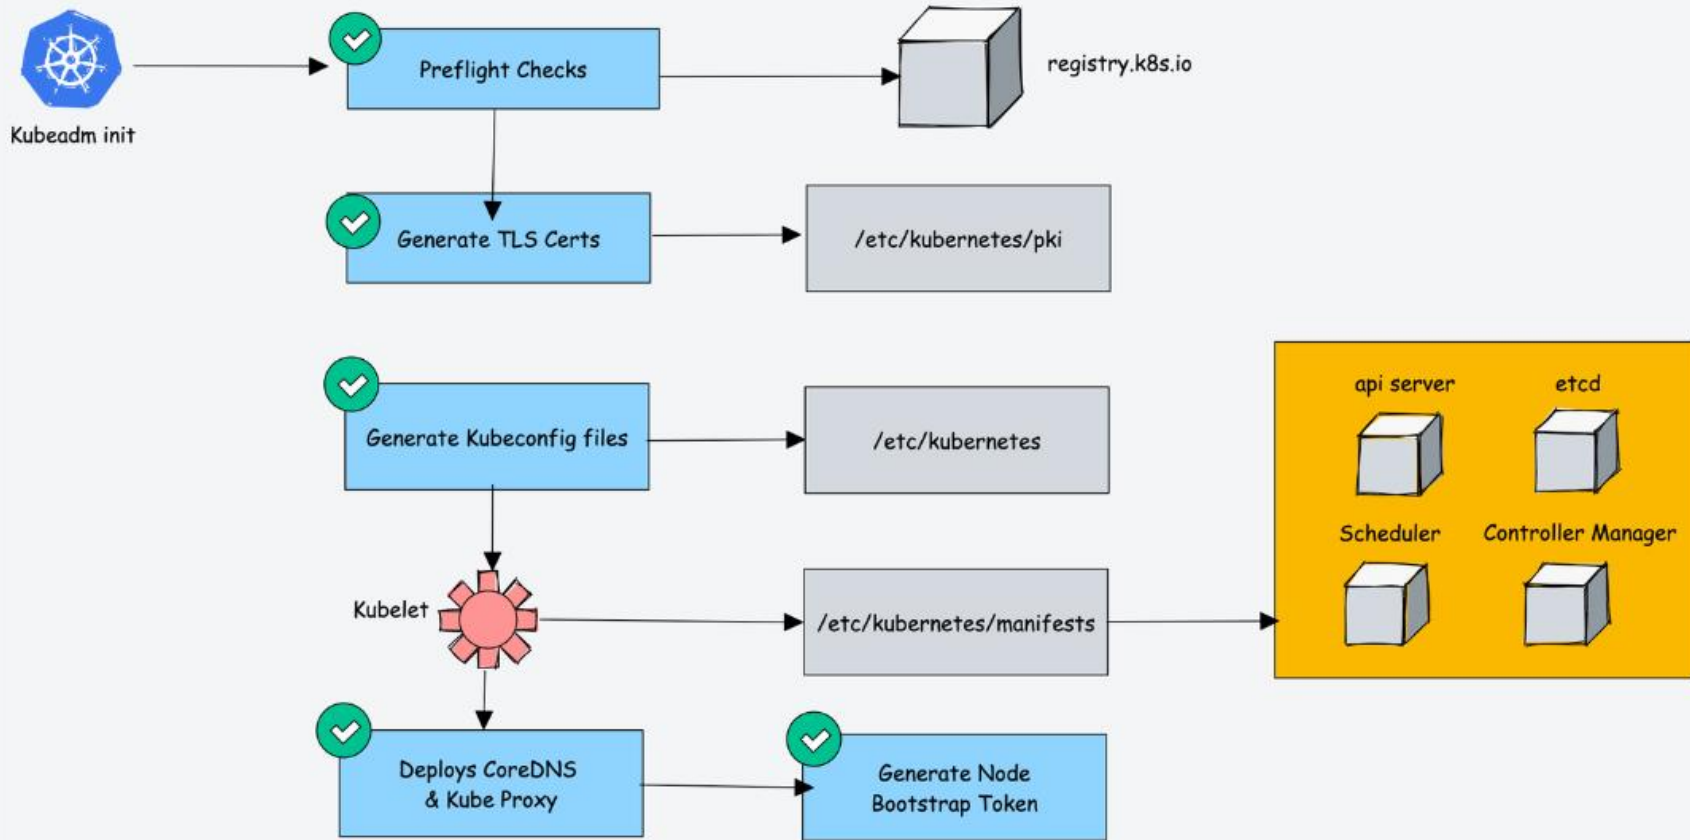 Kubeadm init
Preflight Checks
registry.k8s.io
Generate TLS Certs
/etc/kubernetes/pki
Generate Kubeconfig files
/etc/kubernetes
api server
etcd
Scheduler
Controller Manager
Kubelet
/etc/kubernetes/manifests
Deploys CoreDNS
& Kube Proxy
Generate Node
Bootstrap Token